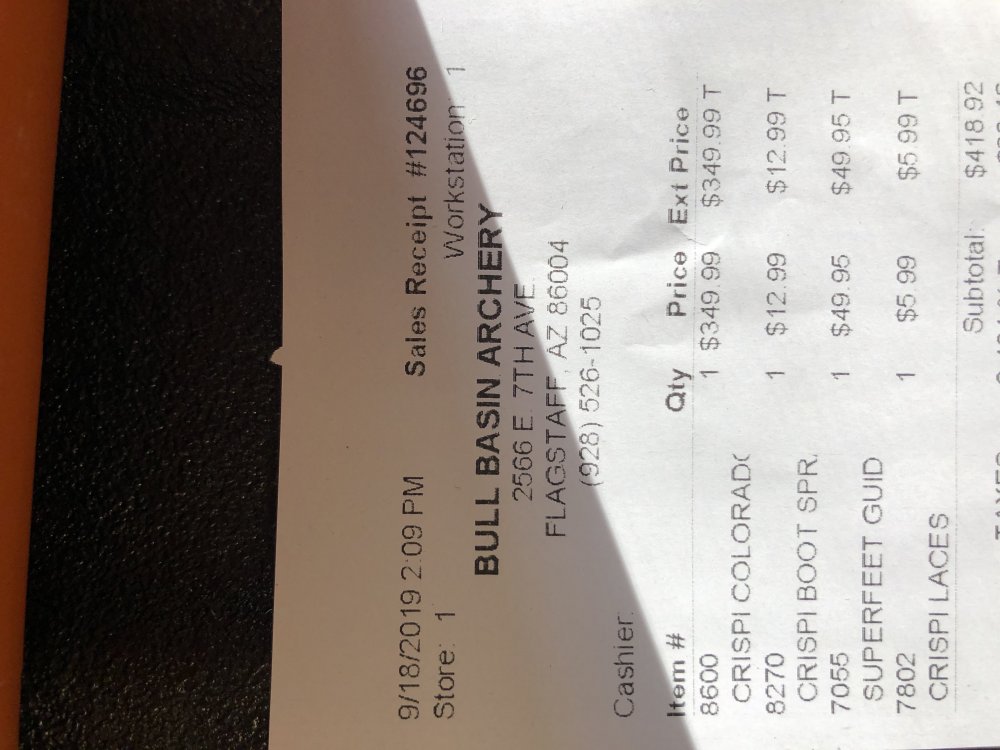 9/18/2019 2:09 PM Sales Receipt #124696
Store: 1 Workstation: 1
BULL BASIN ARCHERY
2566 E. 7TH AVE.
FLAGSTAFF, AZ 86004
(928) 526-1025
Cashier:
Item # Qty Price Ext Price
8600 1 $349.99 $349.99 T
CRISPI COLORADO
8270 1 $12.99 $12.99 T
CRISPI BOOT SPR.
7055 1 $49.95 $49.95 T
SUPERFEET GUID
7802 1 $5.99 $5.99 T
CRISPI LACES
Subtotal: $418.92